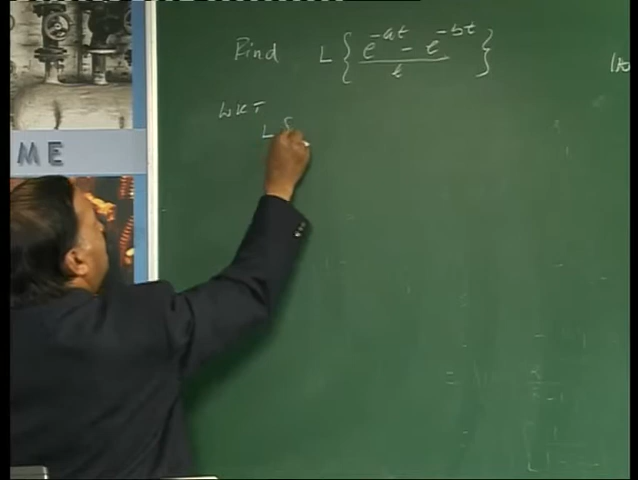 Find L { e^{-at} - e^{-bt} / t }
WKT
L {
ME